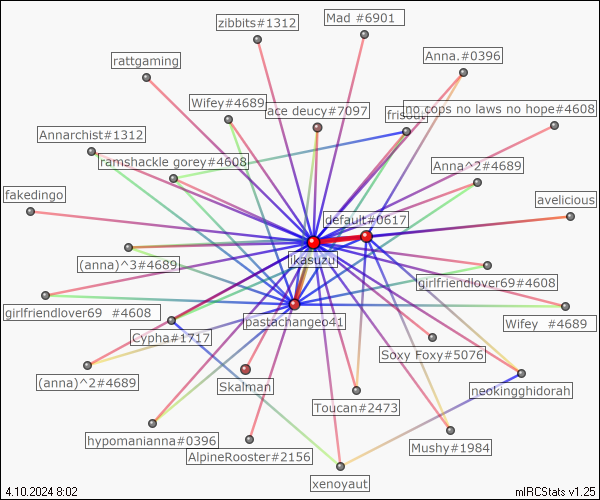 zibbits#1312
Mad #6901
rattgaming
Anna.#0396
Wifey#4689
ace deucy#7097
no cops no laws no hope#4608
Annarchist#1312
ramshackle gorey#4608
Anna^2#4689
fakedingo
default#0617
avelicious
(anna)^3#4689
Ikasuzu
girlfriendlover69#4608
girlfriendlover69 #4608
pastachangeo41
Wifey #4689
Cypha#1717
Soxy Foxy#5076
(anna)^2#4689
Skalman
neokingghidorah
Toucan#2473
hypomanianna#0396
AlpineRooster#2156
Mushy#1984
xenoyaut
4.10.2024 8:02
mIRCStats v1.25